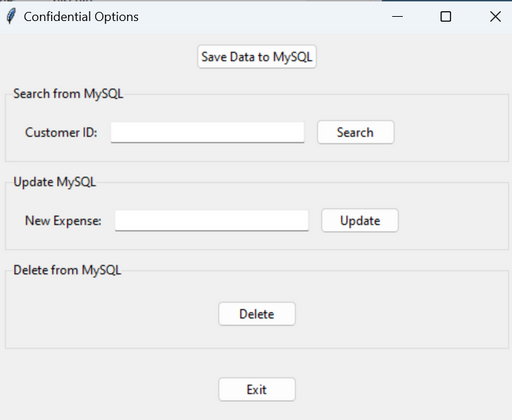 Confidential Options
Save Data to MySQL
Search from MySQL
Customer ID: Search
Update MySQL
New Expense: Update
Delete from MySQL
Delete
Exit